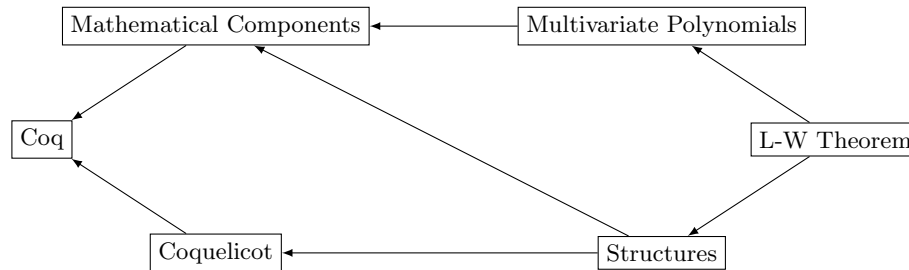 Mathematical Components
Multivariate Polynomials
Coq
L-W Theorem
Coquelicot
Structures